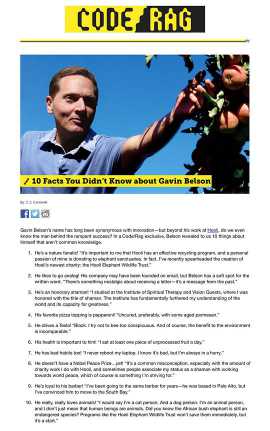 CODE/RAG
/ 10 Facts You Didn't Know about Gavin Belson
Gavin Belson's name has long been synonymous with innovation—but beyond his work at Hooli, do we even
know the man behind the rampant success? In a Code/Rag exclusive, Belson revealed to us 10 things about
himself that aren't common knowledge.
1. He's a nature fanatic! "It's important to me that Hooli has an effective recycling program, and a personal
passion of mine is donating to elephant sanctuaries. In fact, I've recently spearheaded the creation of
Hooli's newest charity: the Hooli Elephant Wildlife Trust."
2. He likes to go analog! His company may have been founded on email, but Belson has a soft spot for the
written word. "There's something nostalgic about receiving a letter—it's a message from the past."
3. He's an honorary shaman! "I studied at the Institute of Spiritual Therapy and Vision Quests, where I was
honored with the title of shaman. The Institute has fundamentally furthered my understanding of the world
and its capacity for greatness."
4. His favorite pizza topping is pepperoni! "Uncured, preferably, with some aged parmesan."
5. He drives a Tesla! "Black. I try not to be too conspicuous. And of course, the benefit to the environment
is incomparable."
6. His health is important to him! "I eat at least one piece of unprocessed fruit a day."
7. He has bad habits too! "I never reboot my laptop. I know it's bad, but I'm always in a hurry."
8. He doesn't have a Nobel Peace Prize...yet! "It's a common misconception, especially with the amount of
charity work I do with Hooli, and sometimes people associate my status as a shaman with working
towards world peace, which of course is something I'm striving for."
9. He's loyal to his barber! "I've been going to the same barber for years—he was based in Palo Alto, but
I've convinced him to move to the South Bay."
10. He really, really loves animals! "I would say I'm a cat person. And a dog person. I'm an animal person,
and I don't just mean that human beings are animals. Did you know the African bush elephant is still an
endangered species? Programs like the Hooli Elephant Wildlife Trust won't save them immediately, but
it's a start."